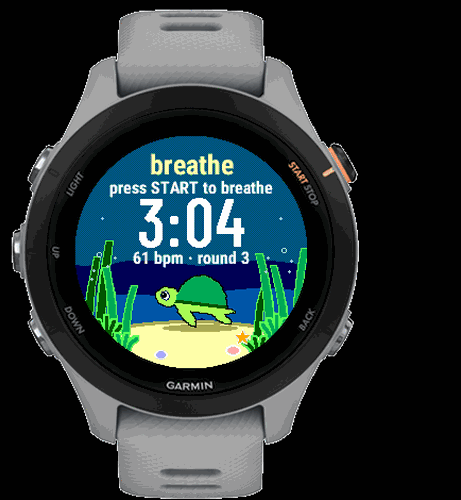 breathe
press START to breathe
3:04
61 bpm · round 3
LIGHT
START STOP
UP
DOWN
BACK
GARMIN